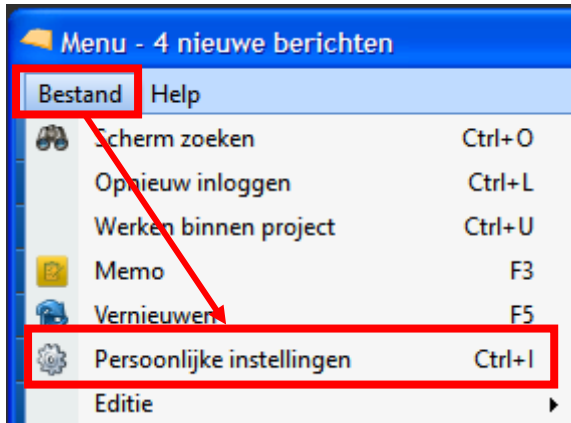 Menu - 4 nieuwe berichten
Bestand Help
Scherm zoeken Ctrl+O
Opnieuw inloggen Ctrl+L
Werken binnen project Ctrl+U
Memo F3
Vernieuwen F5
Persoonlijke instellingen Ctrl+I
Editie